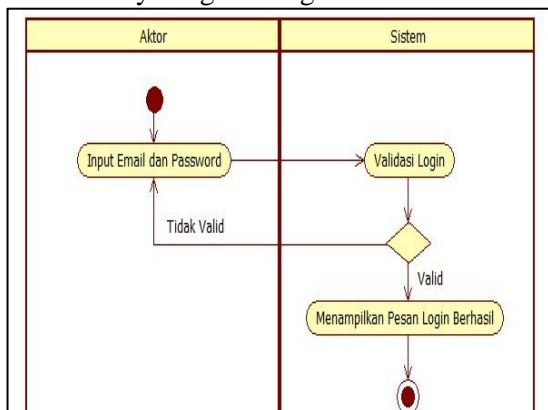 Aktor
Sistem
Input Email dan Password
Validasi Login
Tidak Valid
Valid
Menampilkan Pesan Login Berhasil